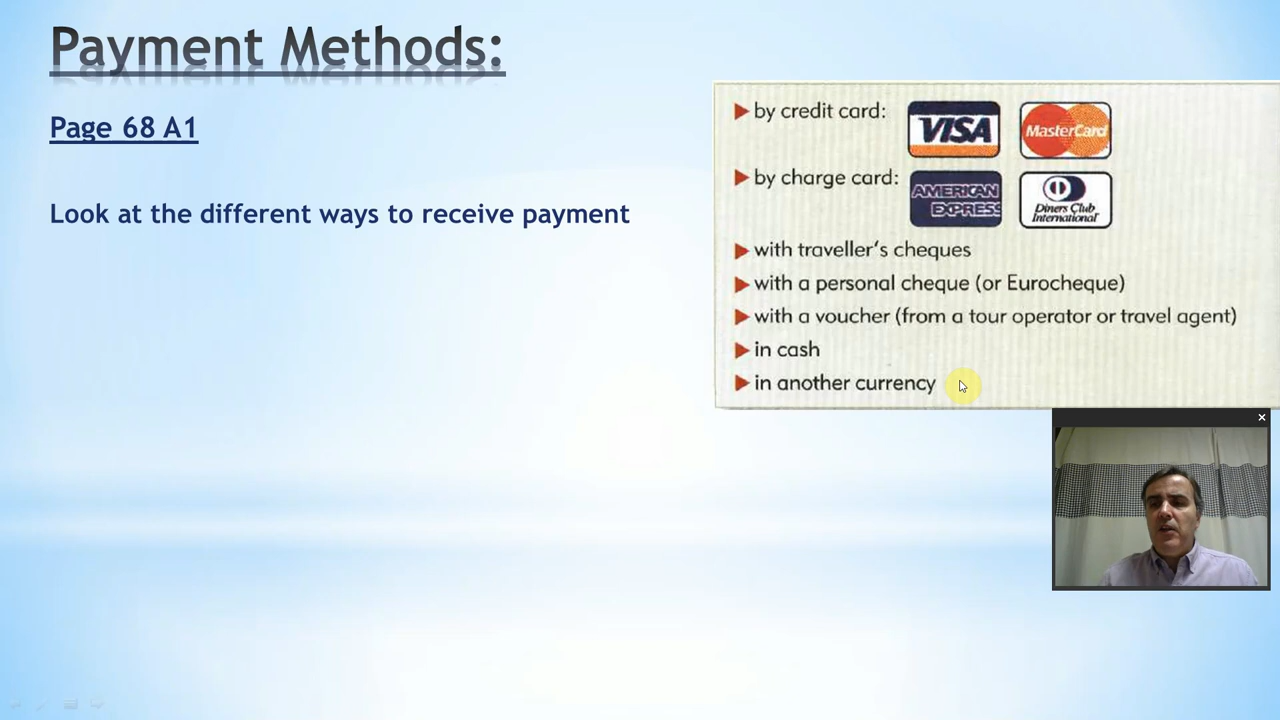 Payment Methods:
Page 68 A1
Look at the different ways to receive payment
by credit card: VISA MasterCard
by charge card: AMERICAN EXPRESS Diners Club International
with traveller's cheques
with a personal cheque (or Eurocheque)
with a voucher (from a tour operator or travel agent)
in cash
in another currency